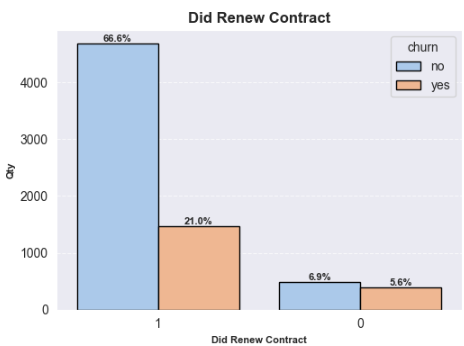 Did Renew Contract
churn
no
yes
66.6%
21.0%
6.9%
5.6%
4000
3000
2000
1000
0
Qty
1
0
Did Renew Contract